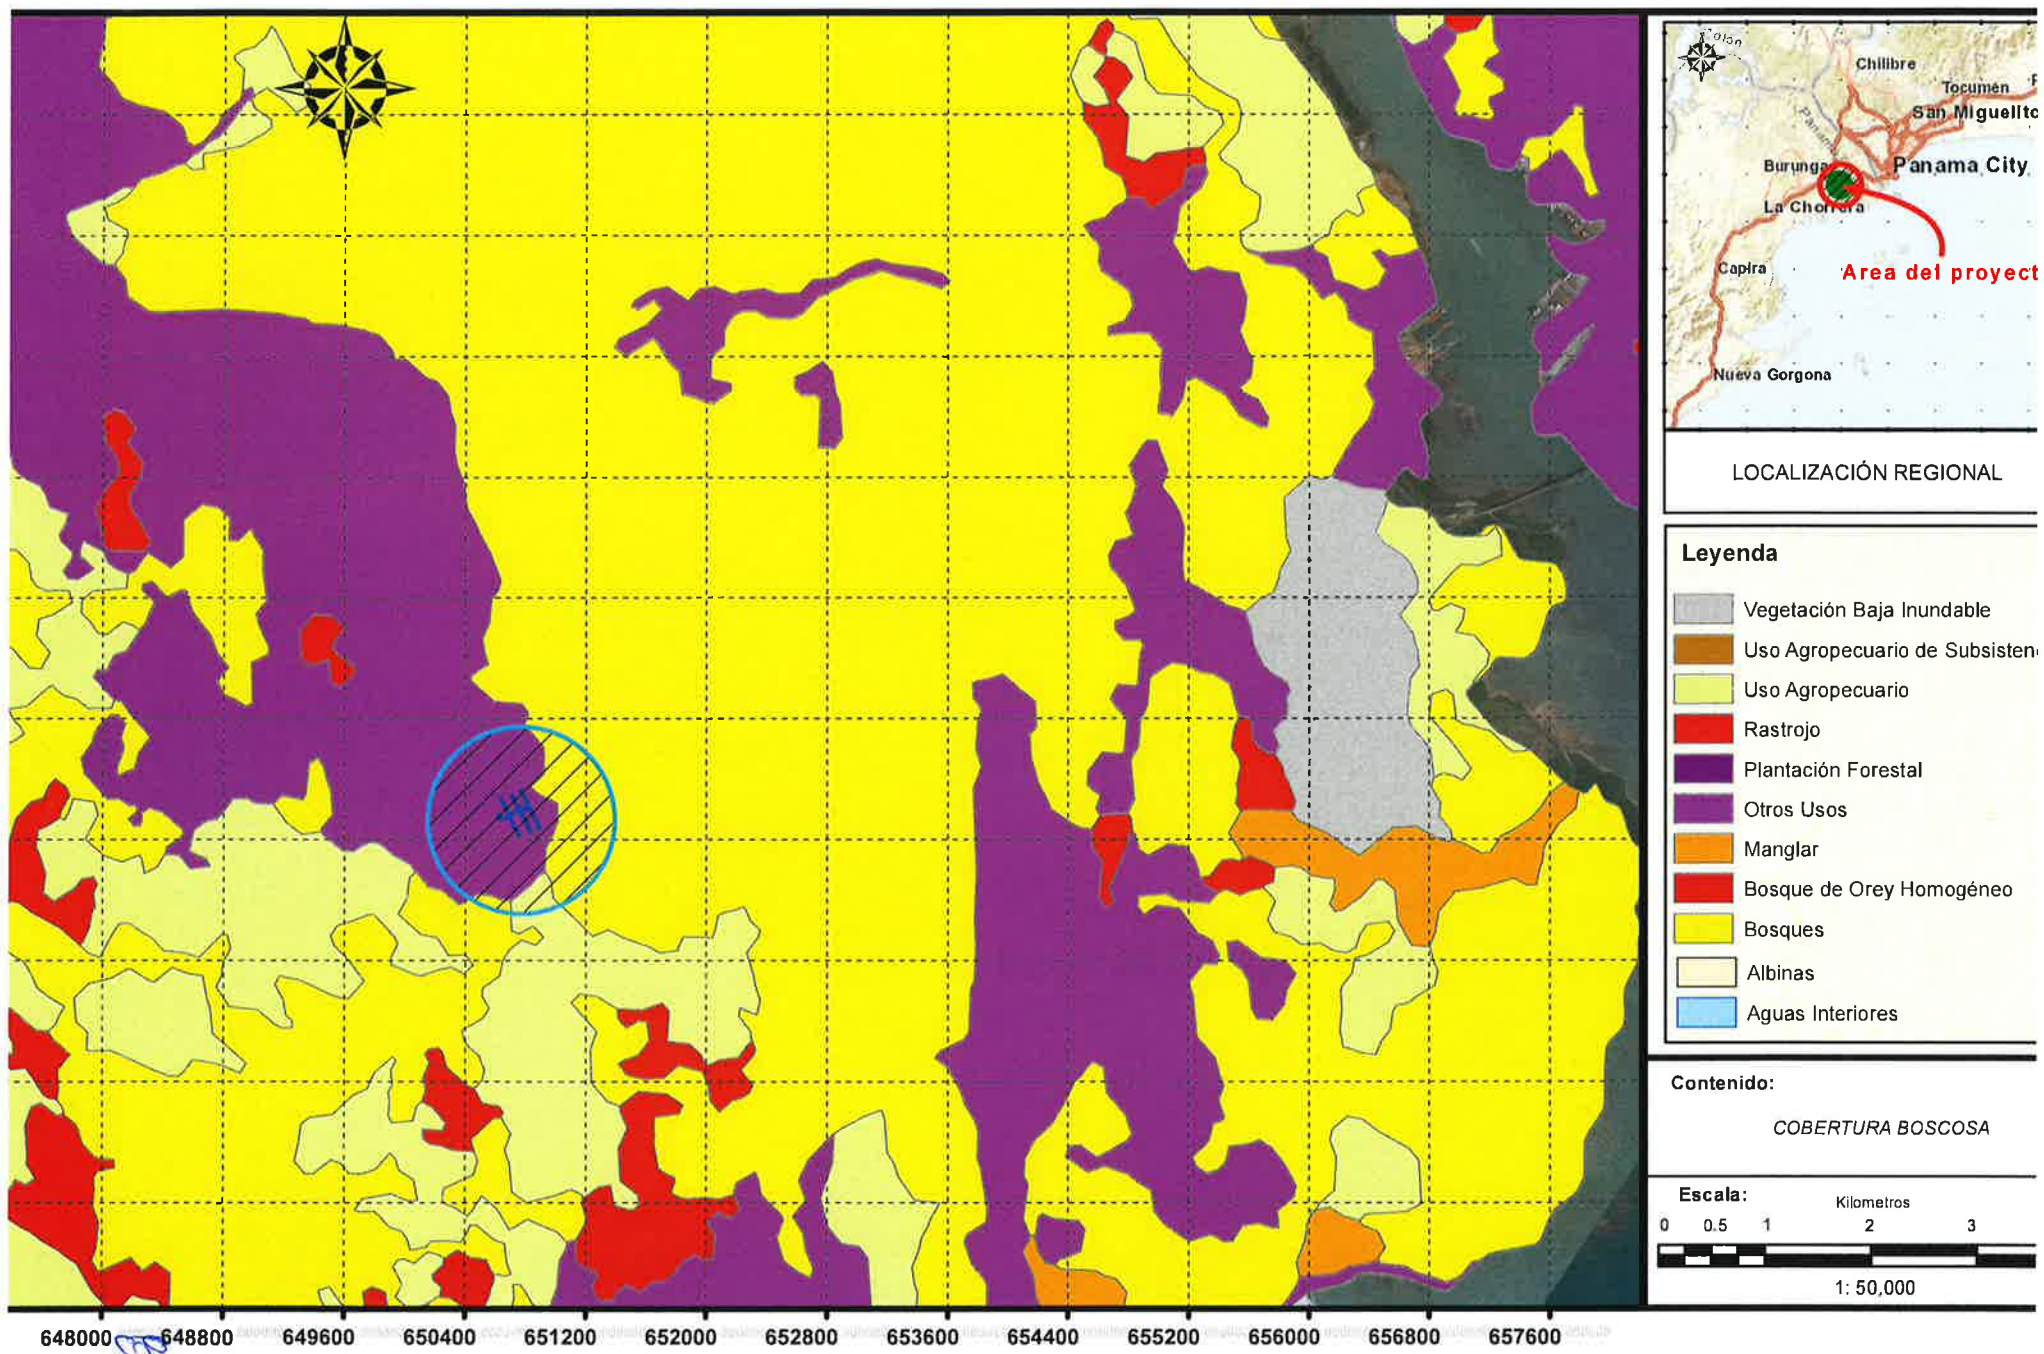 Chilibre
Tocumen
San Miguelito
Panama
Burunga
Panama City
La Chorrera
Capira
Area del proyect
Nueva Gorgona
LOCALIZACIÓN REGIONAL
Leyenda
Vegetación Baja Inundable
Uso Agropecuario de Subsisten
Uso Agropecuario
Rastrojo
Plantación Forestal
Otros Usos
Manglar
Bosque de Orey Homogéneo
Bosques
Albinas
Aguas Interiores
Contenido:
COBERTURA BOSCOSA
Escala:
Kilometros
0 0.5 1 2 3
1: 50,000
648000 648800 649600 650400 651200 652000 652800 653600 654400 655200 656000 656800 657600